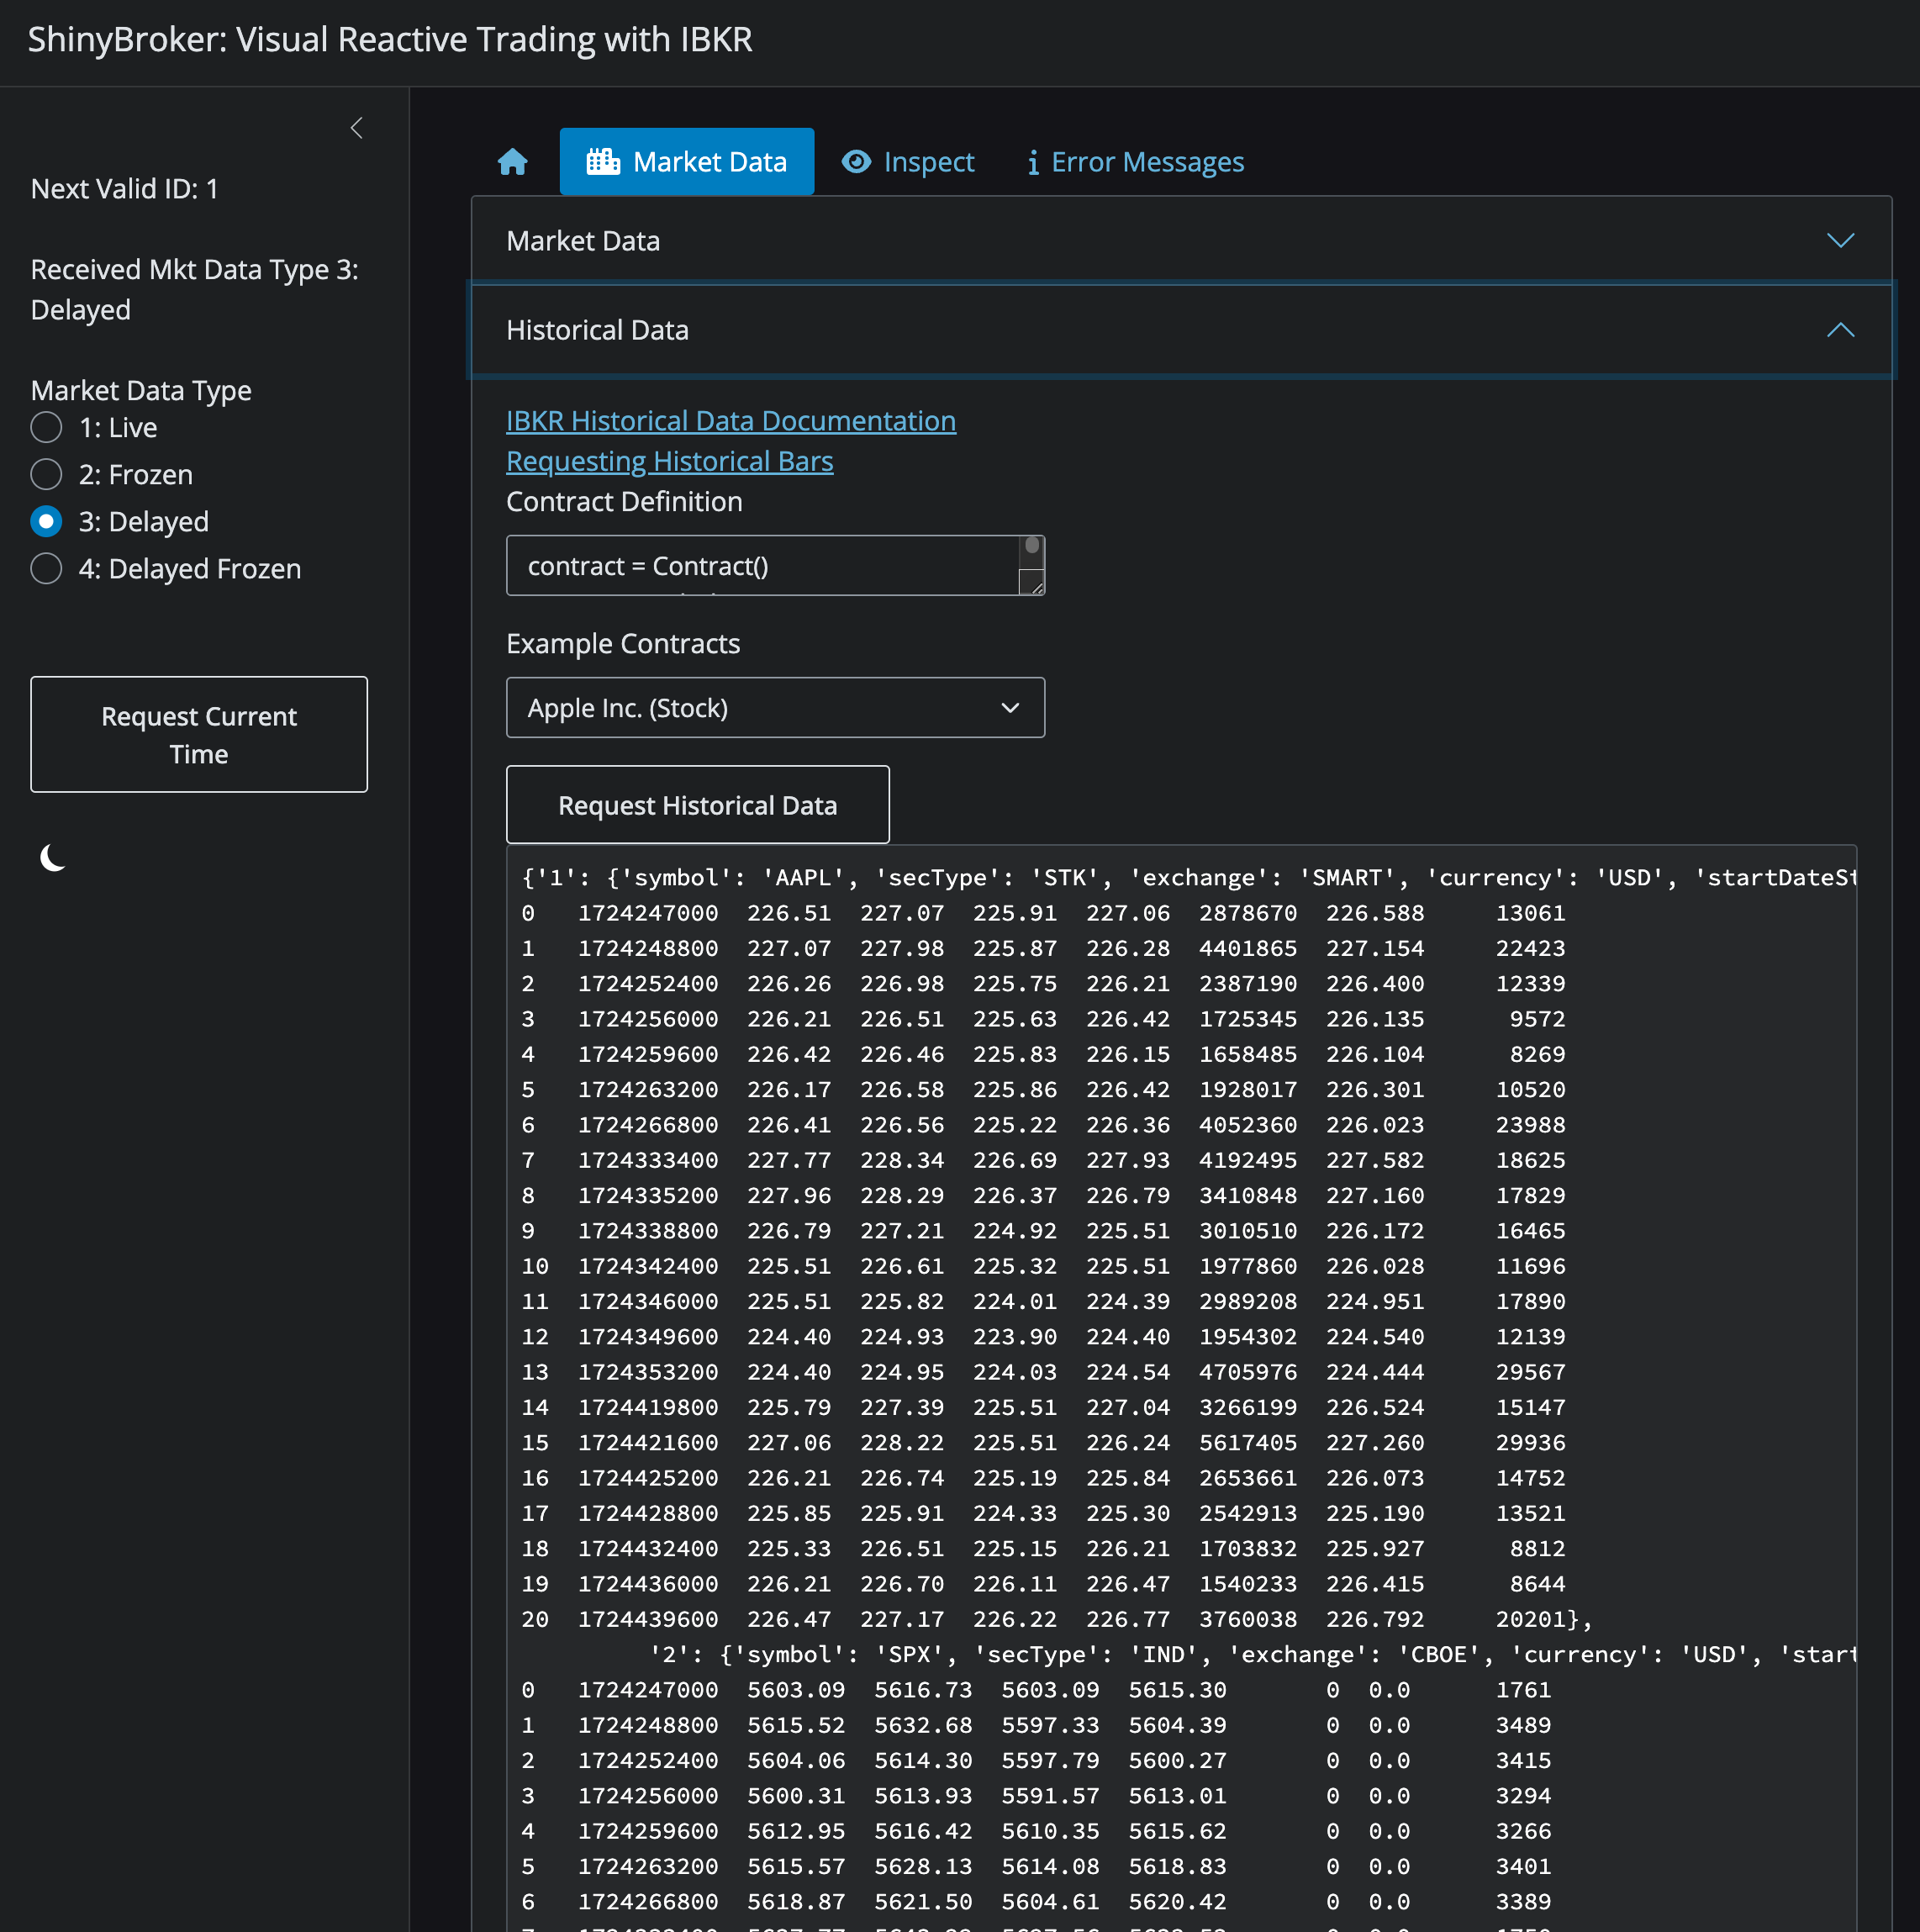 ShinyBroker: Visual Reactive Trading with IBKR
Next Valid ID: 1
Received Mkt Data Type 3:
Delayed
Market Data Type
1: Live
2: Frozen
3: Delayed
4: Delayed Frozen
Request Current
Time
Market Data
Inspect
Error Messages
Market Data
Historical Data
IBKR Historical Data Documentation
Requesting Historical Bars
Contract Definition
contract = Contract()
Example Contracts
Apple Inc. (Stock)
Request Historical Data
{'1': {'symbol': 'AAPL', 'secType': 'STK', 'exchange': 'SMART', 'currency': 'USD', 'startDateSt
0 1724247000 226.51 227.07 225.91 227.06 2878670 226.588 13061
1 1724248800 227.07 227.98 225.87 226.28 4401865 227.154 22423
2 1724252400 226.26 226.98 225.75 226.21 2387190 226.400 12339
3 1724256000 226.21 226.51 225.63 226.42 1725345 226.135 9572
4 1724259600 226.42 226.46 225.83 226.15 1658485 226.104 8269
5 1724263200 226.17 226.58 225.86 226.42 1928017 226.301 10520
6 1724266800 226.41 226.56 225.22 226.36 4052360 226.023 23988
7 1724333400 227.77 228.34 226.69 227.93 4192495 227.582 18625
8 1724335200 227.96 228.29 226.37 226.79 3410848 227.160 17829
9 1724338800 226.79 227.21 224.92 225.51 3010510 226.172 16465
10 1724342400 225.51 226.61 225.32 225.51 1977860 226.028 11696
11 1724346000 225.51 225.82 224.01 224.39 2989208 224.951 17890
12 1724349600 224.40 224.93 223.90 224.40 1954302 224.540 12139
13 1724353200 224.40 224.95 224.03 224.54 4705976 224.444 29567
14 1724419800 225.79 227.39 225.51 227.04 3266199 226.524 15147
15 1724421600 227.06 228.22 225.51 226.24 5617405 227.260 29936
16 1724425200 226.21 226.74 225.19 225.84 2653661 226.073 14752
17 1724428800 225.85 225.91 224.33 225.30 2542913 225.190 13521
18 1724432400 225.33 226.51 225.15 226.21 1703832 225.927 8812
19 1724436000 226.21 226.70 226.11 226.47 1540233 226.415 8644
20 1724439600 226.47 227.17 226.22 226.77 3760038 226.792 20201},
'2': {'symbol': 'SPX', 'secType': 'IND', 'exchange': 'CBOE', 'currency': 'USD', 'start
0 1724247000 5603.09 5616.73 5603.09 5615.30 0 0.0 1761
1 1724248800 5615.52 5632.68 5597.33 5604.39 0 0.0 3489
2 1724252400 5604.06 5614.30 5597.79 5600.27 0 0.0 3415
3 1724256000 5600.31 5613.93 5591.57 5613.01 0 0.0 3294
4 1724259600 5612.95 5616.42 5610.35 5615.62 0 0.0 3266
5 1724263200 5615.57 5628.13 5614.08 5618.83 0 0.0 3401
6 1724266800 5618.87 5621.50 5604.61 5620.42 0 0.0 3389